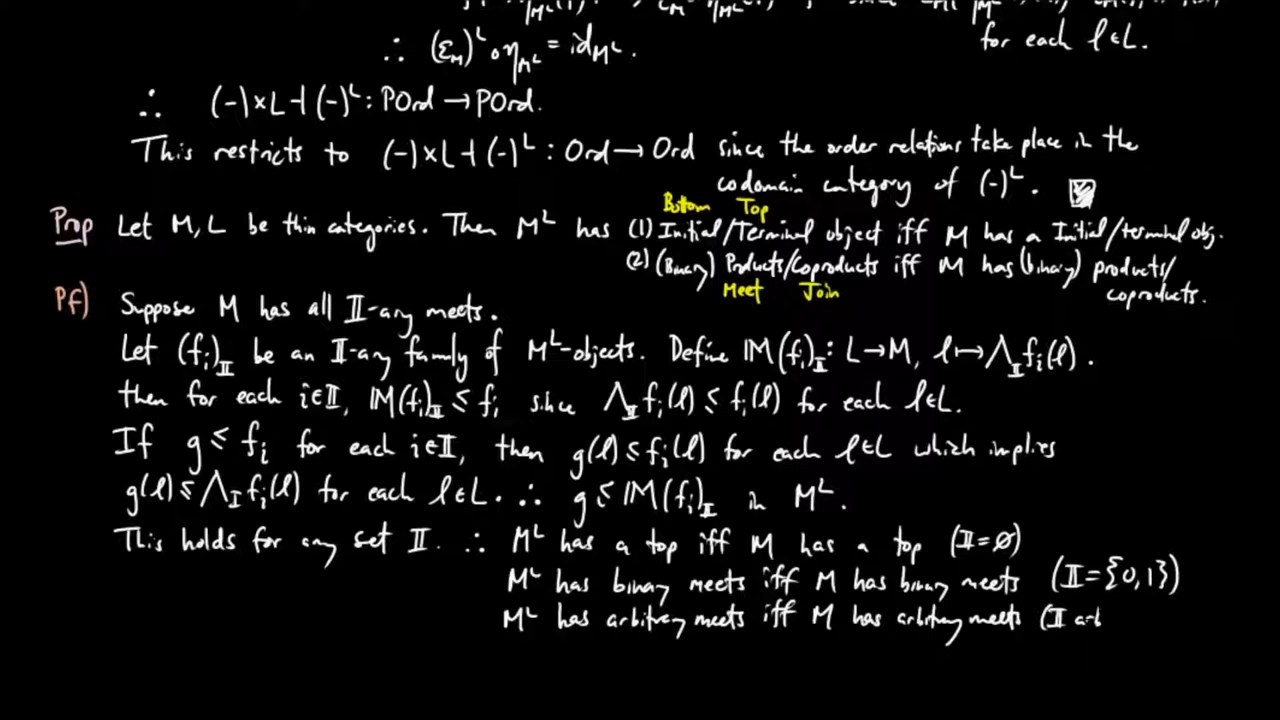 for each l∈L.
∴ (ε_M)^L ∘ η_{M^L} = id_{M^L}.
∴ (-)×L ⊣ (-)^L : POrd → POrd.
This restricts to (-)×L ⊣ (-)^L : Ord → Ord since the order relations take place in the
codomain category of (-)^L.
Bottom Top
Prop Let M, L be thin categories. Then M^L has (1) Initial/Terminal object iff M has a Initial/terminal obj.
(2) (Binary) Products/Coproducts iff M has (binary) products/
coproducts.
Meet Join
Pf) Suppose M has all 𝕀-ary meets.
Let (f_i)_𝕀 be an 𝕀-ary family of M^L-objects. Define 𝕄(f_i)_𝕀 : L → M, l ↦ ⋀_𝕀 f_i(l).
then for each i∈𝕀, 𝕄(f_i)_𝕀 ≤ f_i since ⋀_𝕀 f_i(l) ≤ f_i(l) for each l∈L.
If g ≤ f_i for each i∈𝕀, then g(l) ≤ f_i(l) for each l∈L which implies
g(l) ≤ ⋀_I f_i(l) for each l∈L. ∴ g ≤ 𝕄(f_i)_𝕀 in M^L.
This holds for any set 𝕀. ∴ M^L has a top iff M has a top (𝕀=∅)
M^L has binary meets iff M has binary meets (𝕀={0,1})
M^L has arbitrary meets iff M has arbitrary meets (𝕀 arb